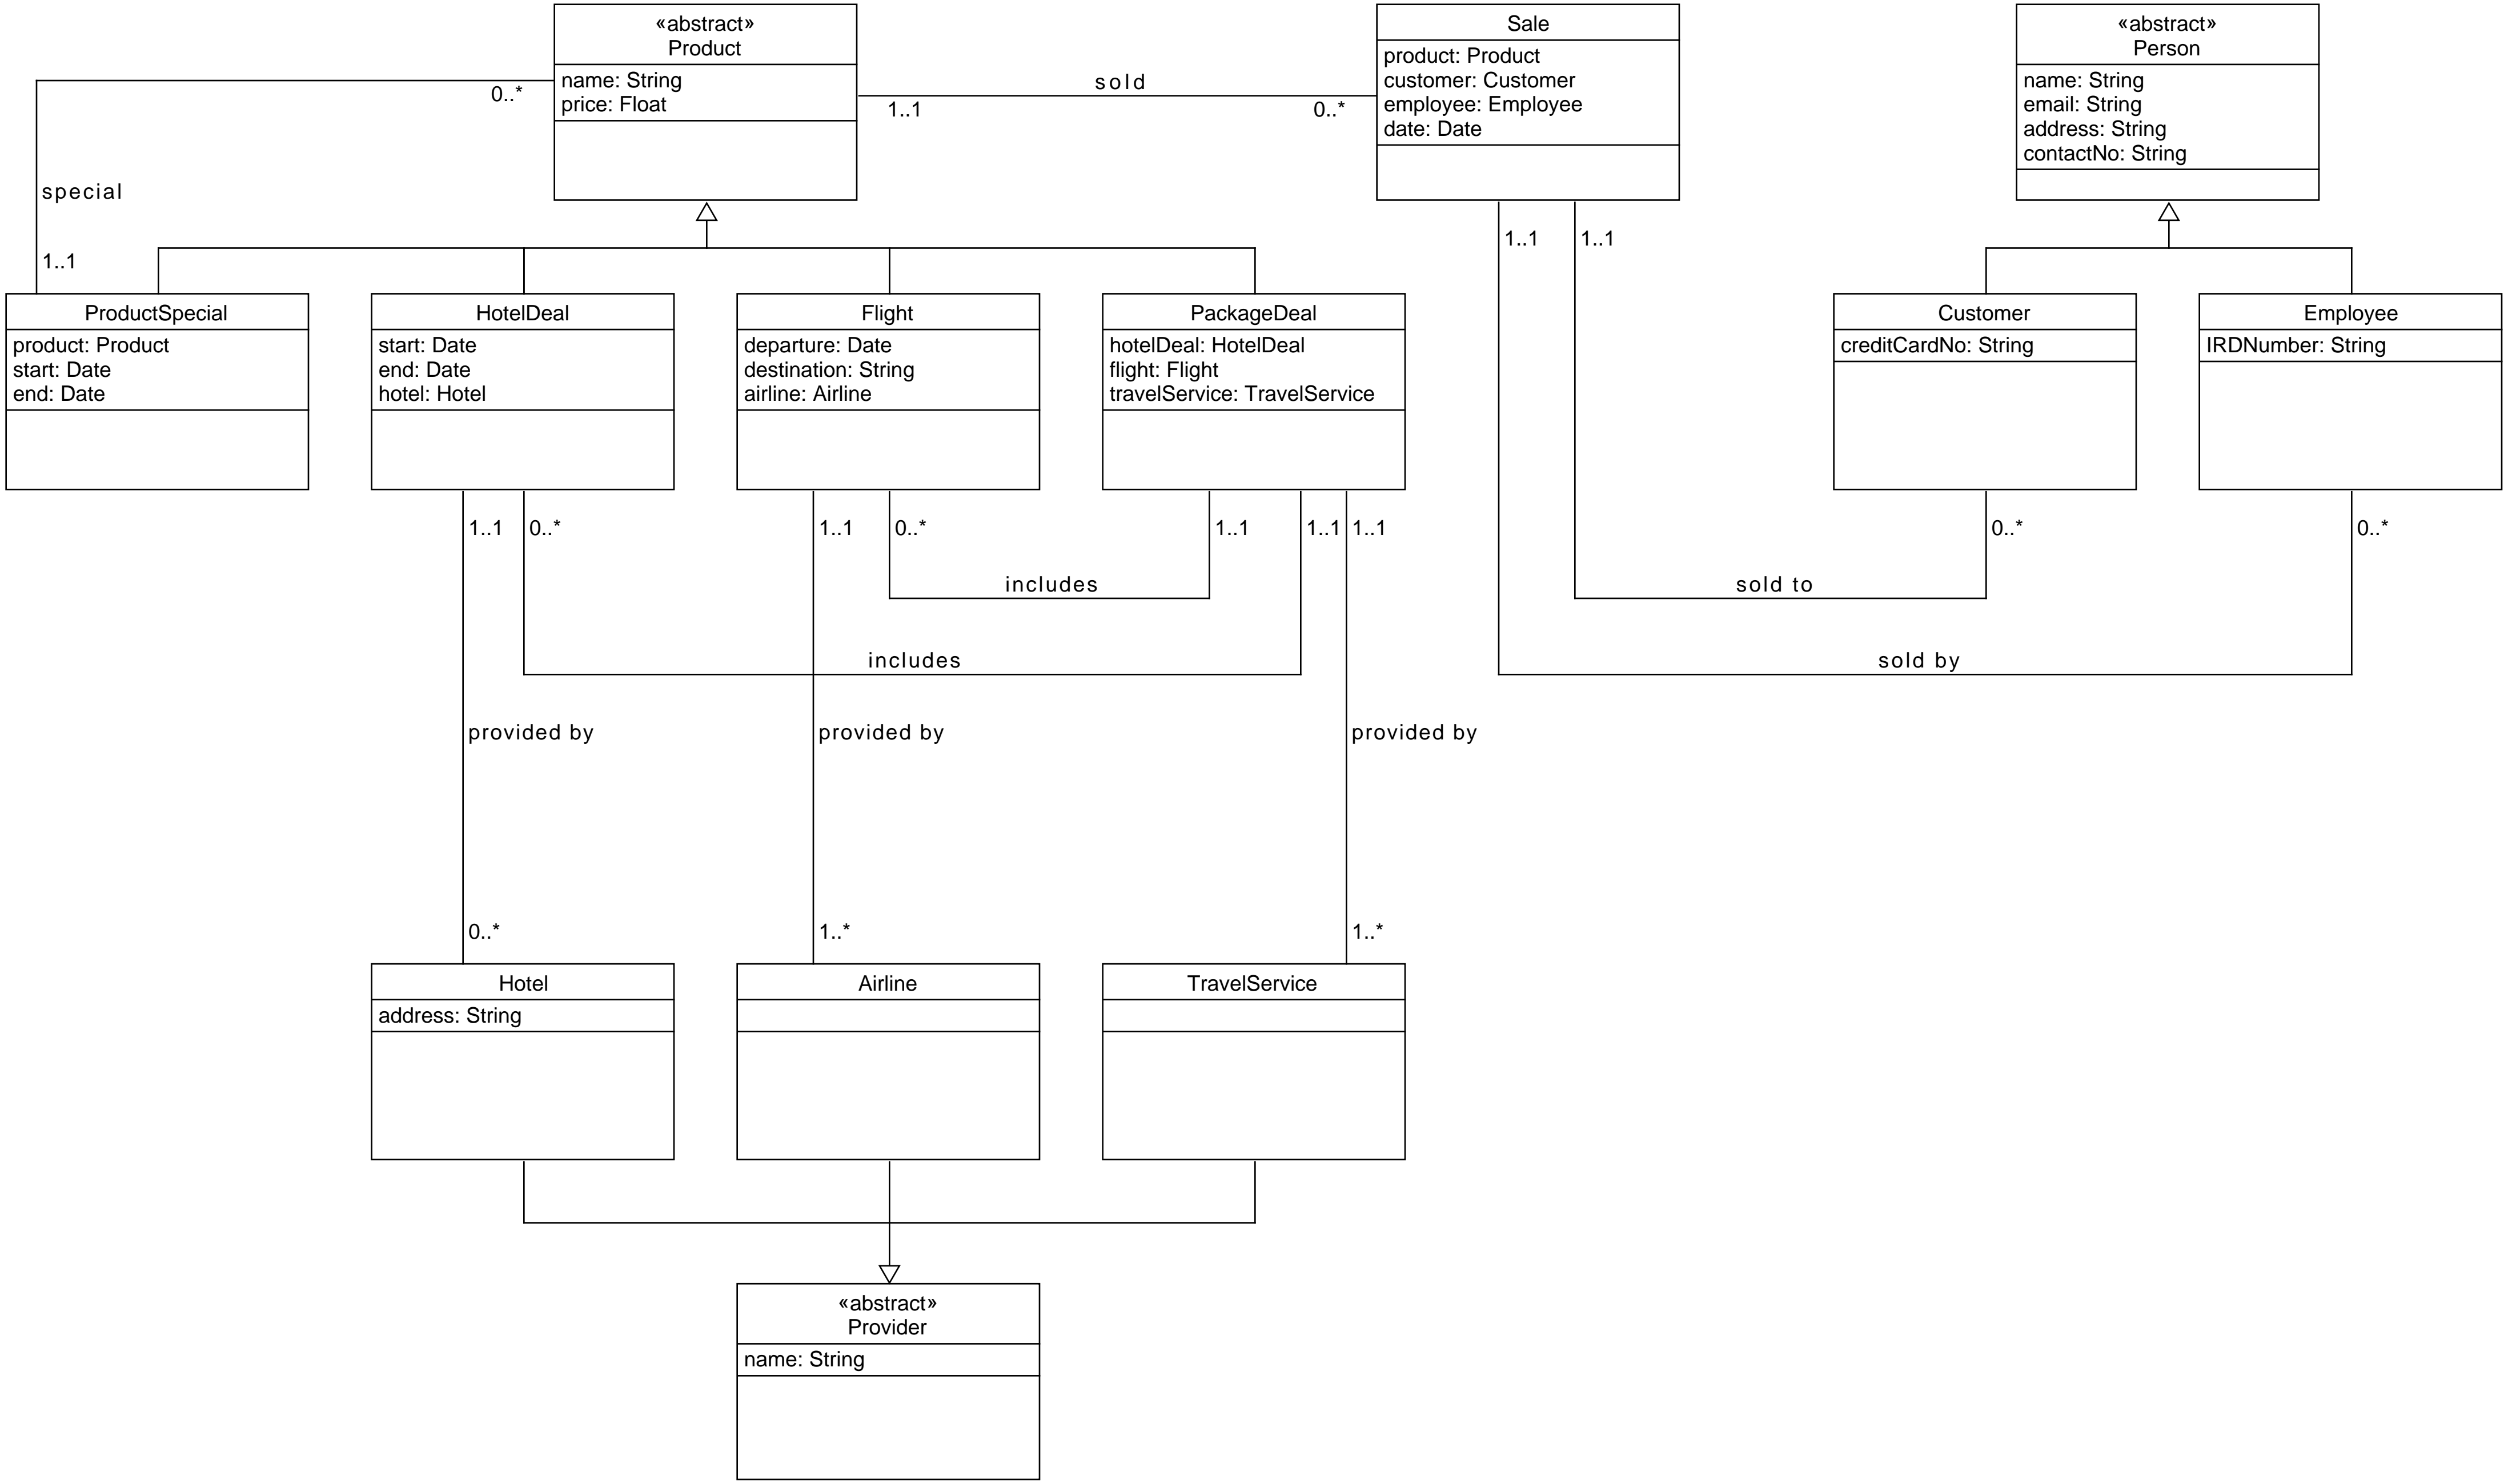 «abstract»
Product
name: String
price: Float
Sale
product: Product
customer: Customer
employee: Employee
date: Date
«abstract»
Person
name: String
email: String
address: String
contactNo: String
0..*
sold
1..1
0..*
special
1..1
1..1
1..1
ProductSpecial
product: Product
start: Date
end: Date
HotelDeal
start: Date
end: Date
hotel: Hotel
Flight
departure: Date
destination: String
airline: Airline
PackageDeal
hotelDeal: HotelDeal
flight: Flight
travelService: TravelService
Customer
creditCardNo: String
Employee
IRDNumber: String
1..1
0..*
1..1
0..*
1..1
1..1
1..1
0..*
0..*
includes
sold to
includes
sold by
provided by
provided by
provided by
0..*
1..*
1..*
Hotel
address: String
Airline
TravelService
«abstract»
Provider
name: String